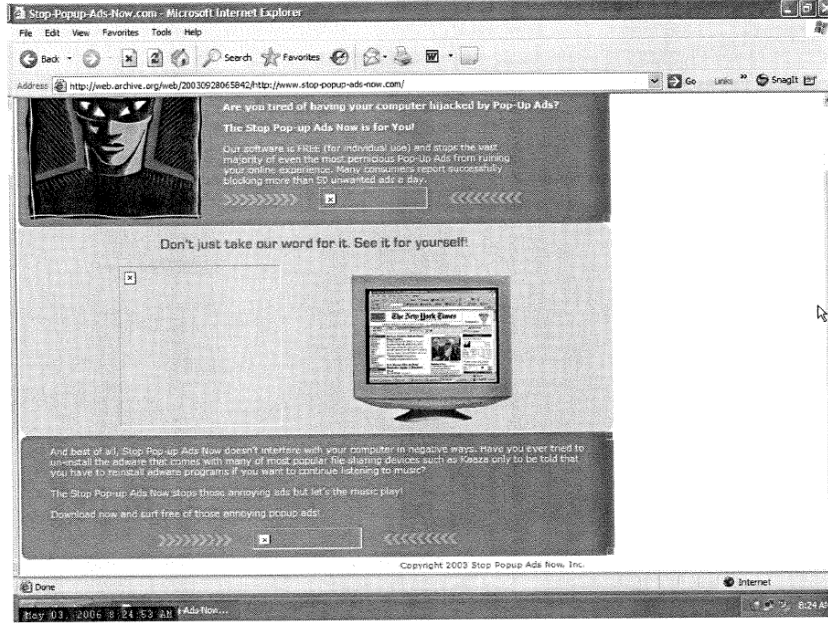 Stop-Popup-Ads-Now.com - Microsoft Internet Explorer
File Edit View Favorites Tools Help
Back Search Favorites W
Address http://web.archive.org/web/20030928065842/http://www.stop-popup-ads-now.com/ Go Links » SnagIt
Are you tired of having your computer hijacked by Pop-Up Ads?
The Stop Pop-up Ads Now is for You!
Our software is FREE (for individual use) and stops the vast
majority of even the most pernicious Pop-Up Ads from ruining
your online experience. Many consumers report successfully
blocking more than 50 unwanted ads a day.
Don't just take our word for it. See it for yourself!
The New York Times
And best of all, Stop Pop-up Ads Now doesn't interfere with your computer in negative ways. Have you ever tried to
un-install the adware that comes with many of most popular file sharing devices such as Kaaza only to be told that
you have to reinstall adware programs if you want to continue listening to music?
The Stop Pop-up Ads Now stops those annoying ads but let's the music play!
Download now and surf free of those annoying popup ads!
Copyright 2003 Stop Popup Ads Now, Inc.
Done Internet
May 03, 2006 8:24:53 AM -Ads-Now... 8:24 AM